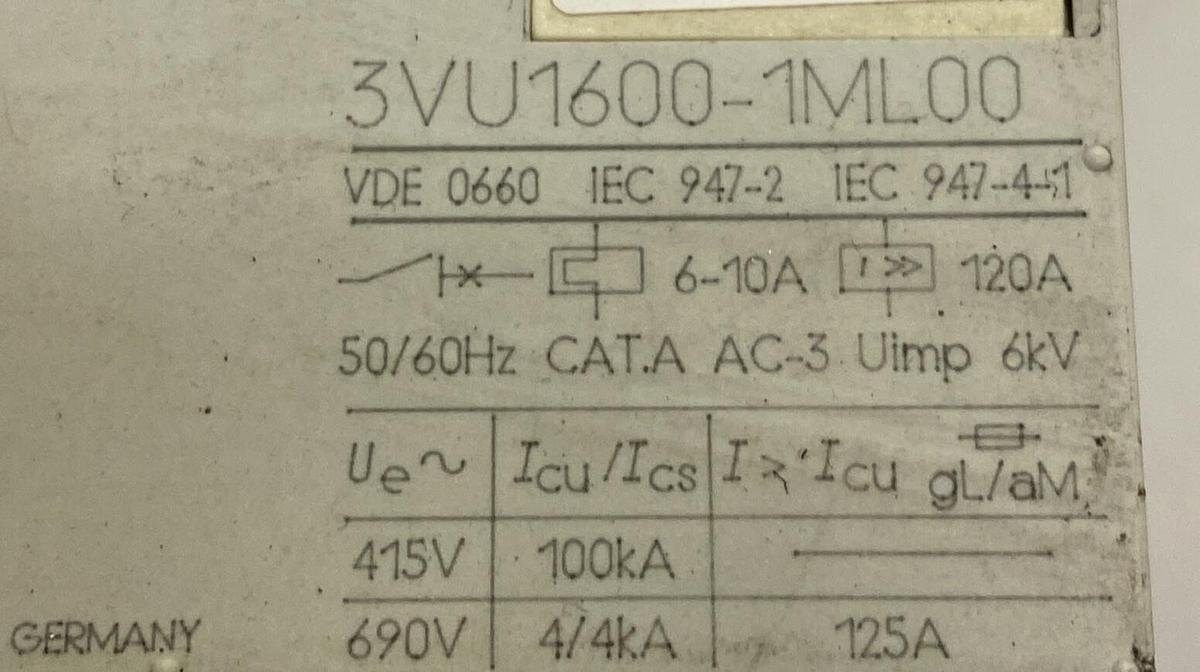 3VU1600-1ML00
VDE 0660 IEC 947-2 IEC 947-4-1
6-10A I >> 120A
50/60Hz CAT.A AC-3 Uimp 6kV
Ue~ Icu/Ics I > Icu gL/aM
415V 100kA
GERMANY 690V 4/4kA 125A